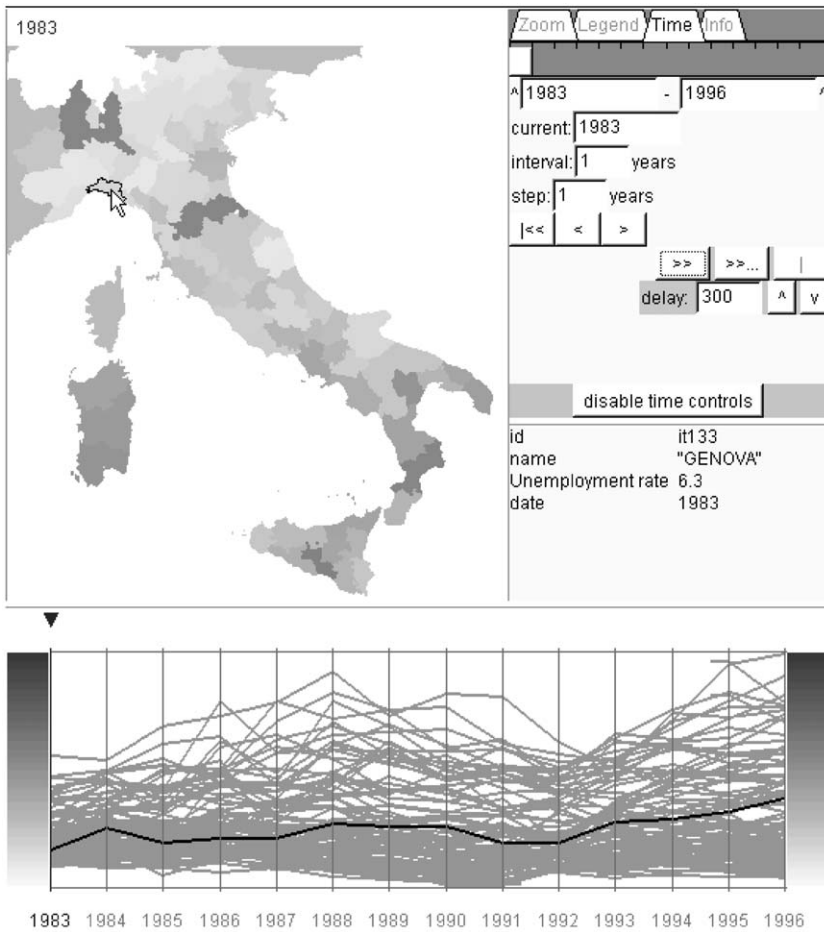 1983
Zoom Legend Time Info
^ 1983 - 1996 ^
current: 1983
interval: 1 years
step: 1 years
|<< < >
>> >>... |
delay: 300 ^ v
disable time controls
id it133
name "GENOVA"
Unemployment rate 6.3
date 1983
1983 1984 1985 1986 1987 1988 1989 1990 1991 1992 1993 1994 1995 1996